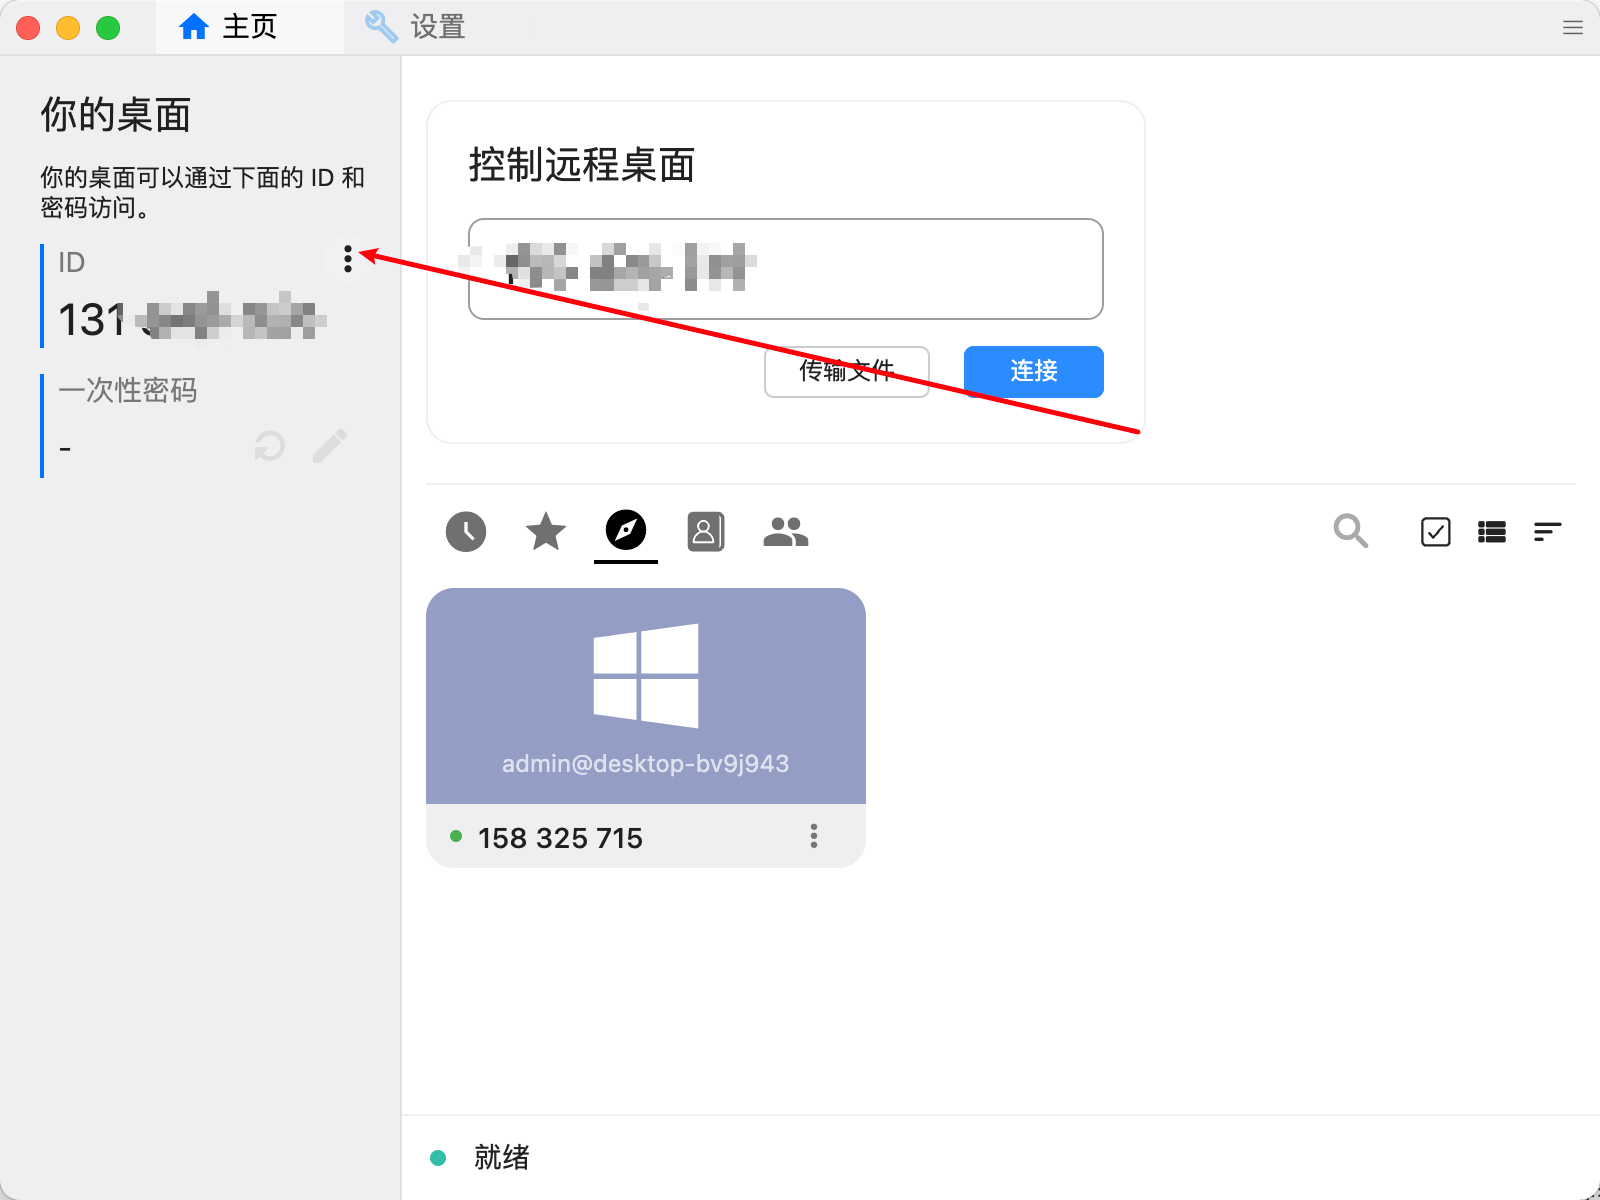 主页
设置
你的桌面
你的桌面可以通过下面的 ID 和
密码访问。
ID
131
一次性密码
-
控制远程桌面
传输文件
连接
admin@desktop-bv9j943
158 325 715
就绪